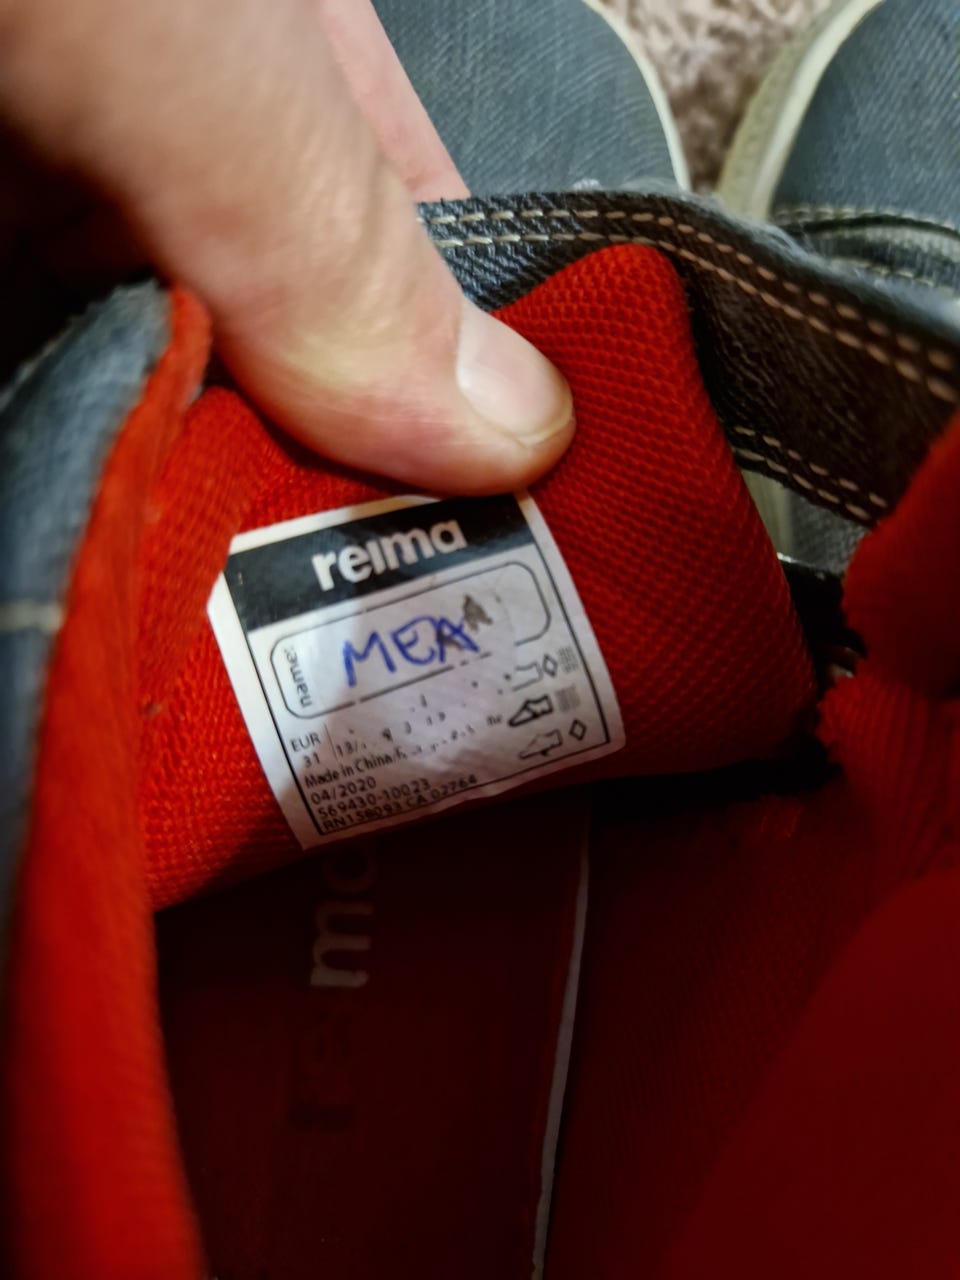 reima
name:
MEA
EUR
31
Made in China
04/2020
569430-10023
RN158093 CA 02764